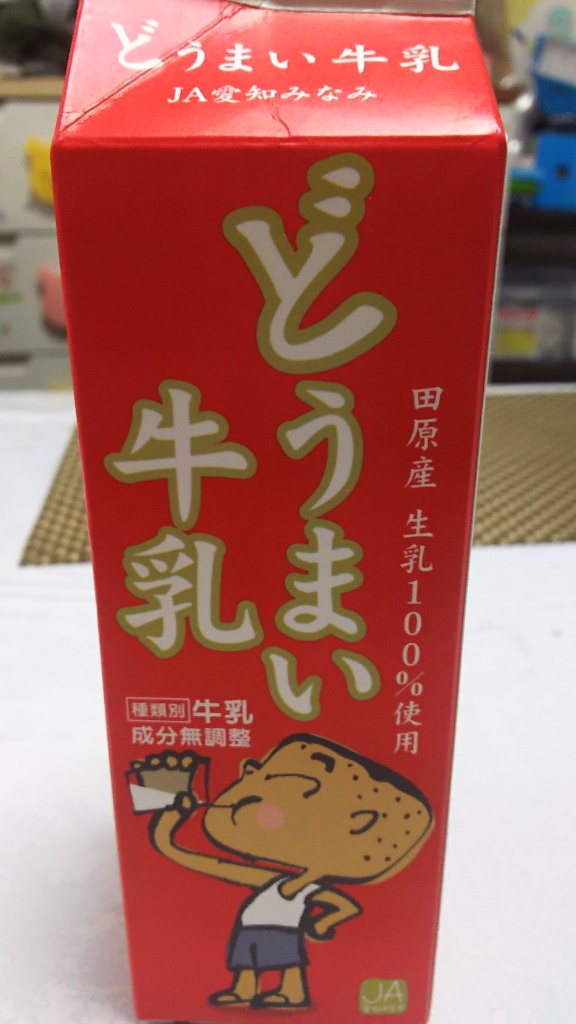 どうまい牛乳
JA愛知みなみ
どうまい
牛乳
田原産 生乳100%使用
種類別 牛乳
成分無調整
JA